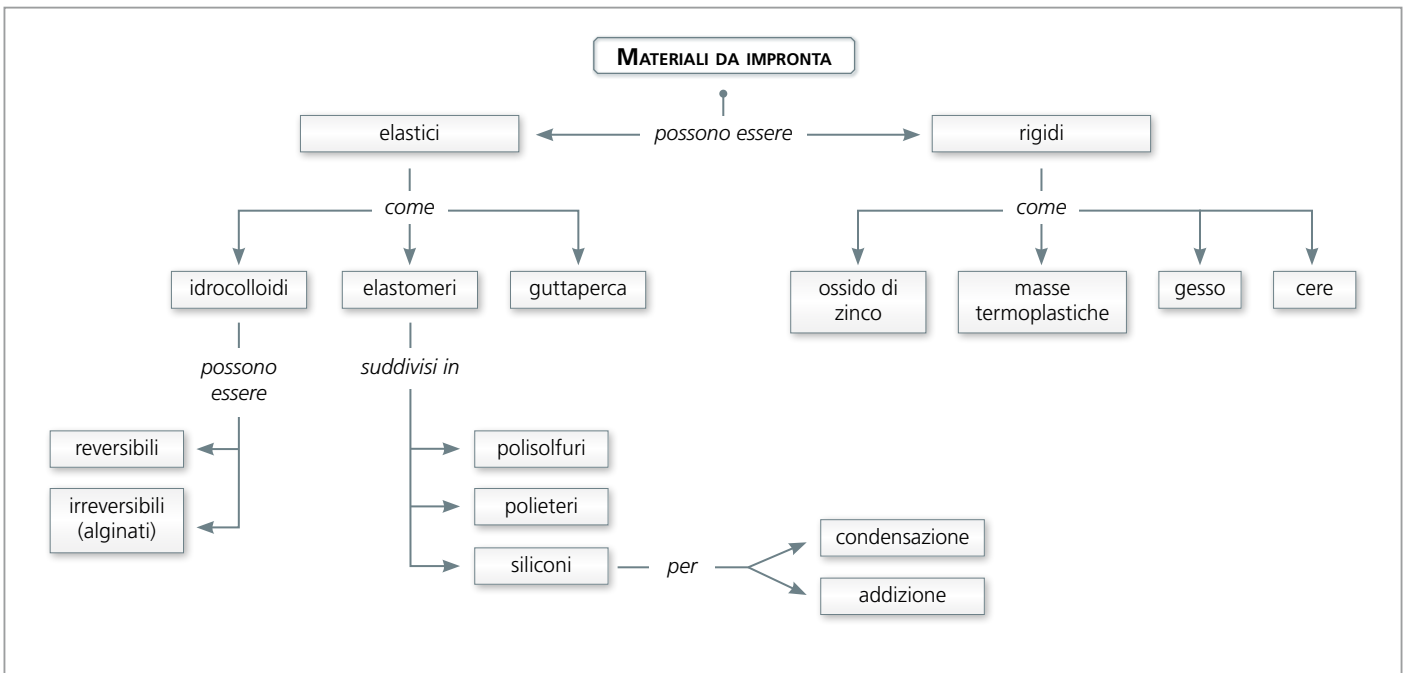 MATERIALI DA IMPRONTA
elastici
possono essere
rigidi
come
come
idrocolloidi
elastomeri
guttaperca
ossido di
zinco
masse
termoplastiche
gesso
cere
possono
essere
suddivisi in
reversibili
irreversibili
(alginati)
polisolfuri
polieteri
siliconi
per
condensazione
addizione